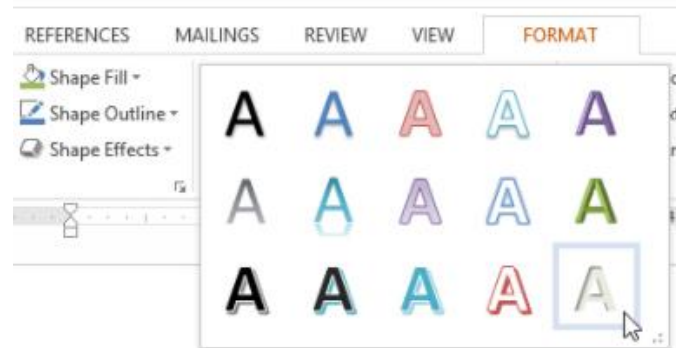 REFERENCES MAILINGS REVIEW VIEW FORMAT
Shape Fill
Shape Outline
Shape Effects
A A A A A
A A A A A
A A A A A